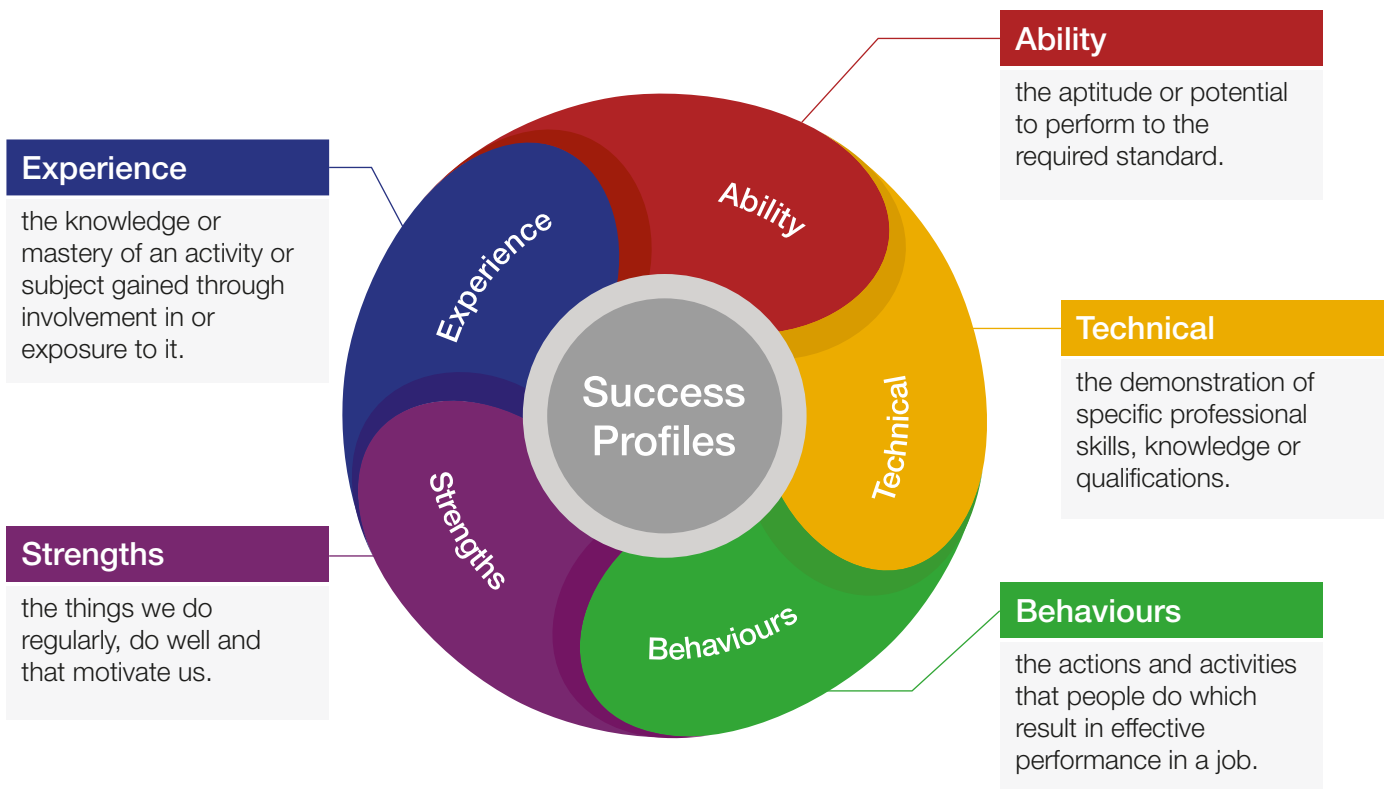 Ability
the aptitude or potential
to perform to the
required standard.
Experience
the knowledge or
mastery of an activity or
subject gained through
involvement in or
exposure to it.
Technical
the demonstration of
specific professional
skills, knowledge or
qualifications.
Strengths
the things we do
regularly, do well and
that motivate us.
Behaviours
the actions and activities
that people do which
result in effective
performance in a job.
Success
Profiles
Ability
Technical
Behaviours
Strengths
Experience